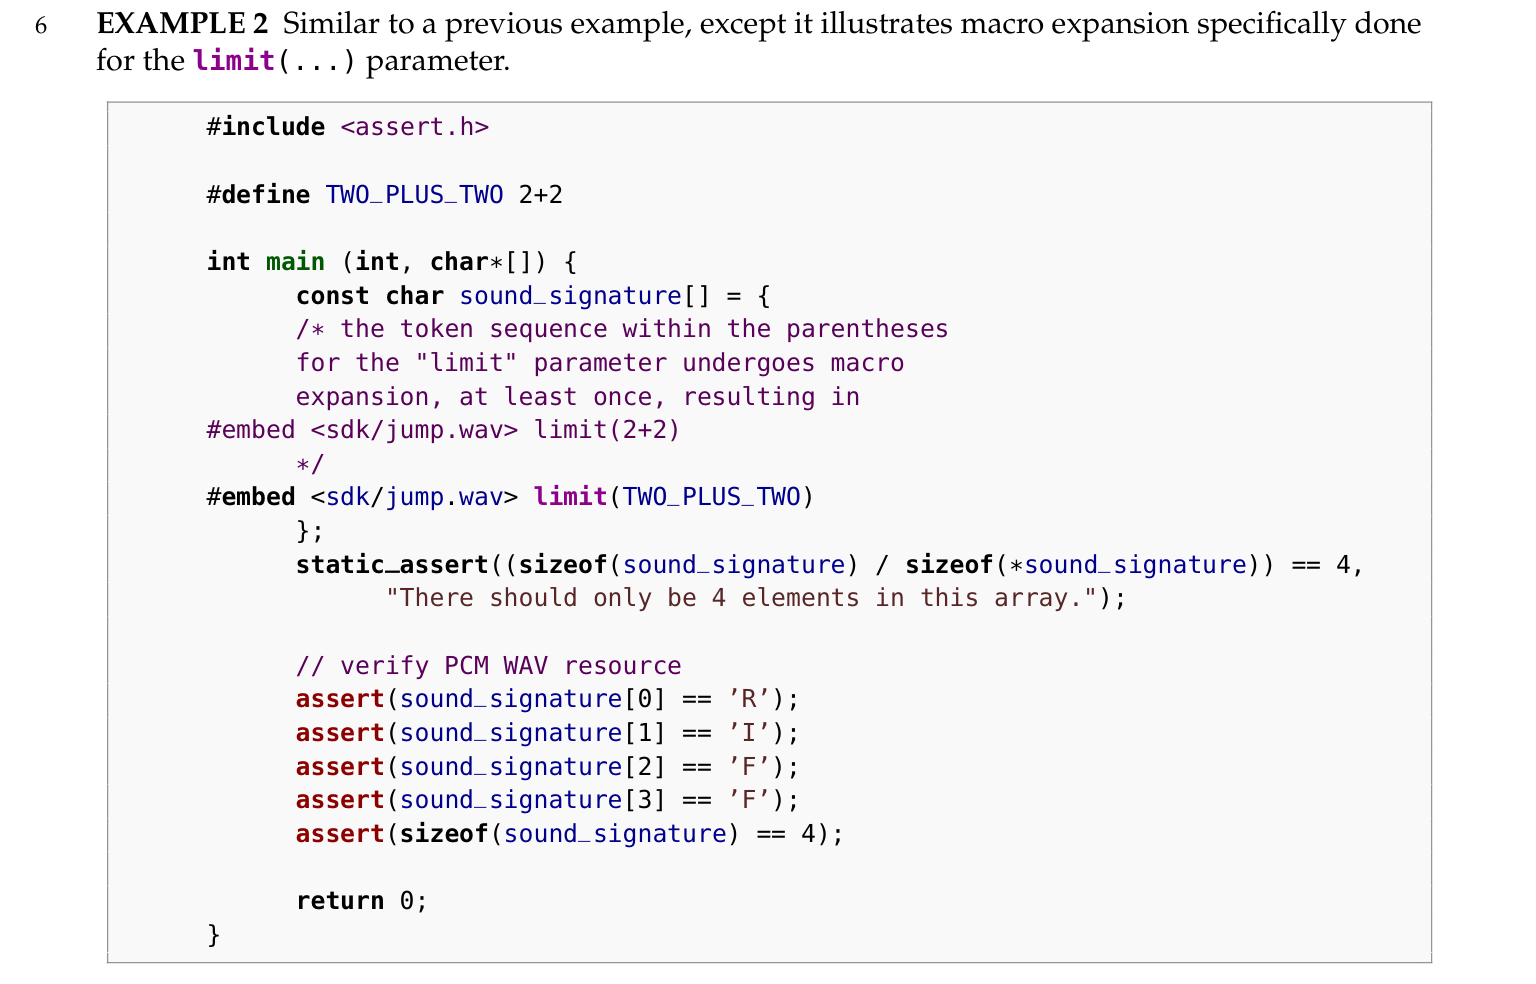 6 EXAMPLE 2 Similar to a previous example, except it illustrates macro expansion specifically done
for the limit(...) parameter.
#include <assert.h>
#define TWO_PLUS_TWO 2+2
int main (int, char*[]) {
const char sound_signature[] = {
/* the token sequence within the parentheses
for the "limit" parameter undergoes macro
expansion, at least once, resulting in
#embed <sdk/jump.wav> limit(2+2)
*/
#embed <sdk/jump.wav> limit(TWO_PLUS_TWO)
};
static_assert((sizeof(sound_signature) / sizeof(*sound_signature)) == 4,
"There should only be 4 elements in this array.");
// verify PCM WAV resource
assert(sound_signature[0] == ’R’);
assert(sound_signature[1] == ’I’);
assert(sound_signature[2] == ’F’);
assert(sound_signature[3] == ’F’);
assert(sizeof(sound_signature) == 4);
return 0;
}